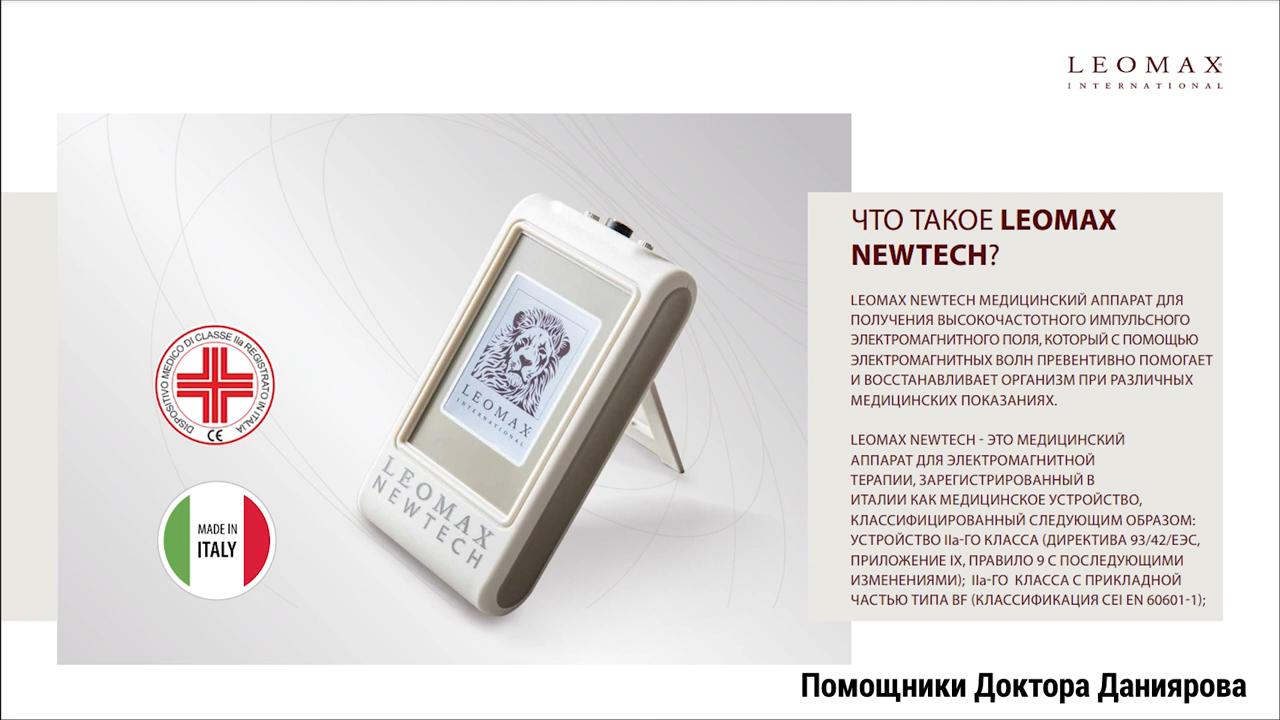 LEOMAX
INTERNATIONAL
ЧТО ТАКОЕ LEOMAX
NEWTECH?
LEOMAX NEWTECH МЕДИЦИНСКИЙ АППАРАТ ДЛЯ
ПОЛУЧЕНИЯ ВЫСОКОЧАСТОТНОГО ИМПУЛЬСНОГО
ЭЛЕКТРОМАГНИТНОГО ПОЛЯ, КОТОРЫЙ С ПОМОЩЬЮ
ЭЛЕКТРОМАГНИТНЫХ ВОЛН ПРЕВЕНТИВНО ПОМОГАЕТ
И ВОССТАНАВЛИВАЕТ ОРГАНИЗМ ПРИ РАЗЛИЧНЫХ
МЕДИЦИНСКИХ ПОКАЗАНИЯХ.
LEOMAX NEWTECH - ЭТО МЕДИЦИНСКИЙ
АППАРАТ ДЛЯ ЭЛЕКТРОМАГНИТНОЙ
ТЕРАПИИ, ЗАРЕГИСТРИРОВАННЫЙ В
ИТАЛИИ КАК МЕДИЦИНСКОЕ УСТРОЙСТВО,
КЛАССИФИЦИРОВАННЫЙ СЛЕДУЮЩИМ ОБРАЗОМ:
УСТРОЙСТВО IIa-ГО КЛАССА (ДИРЕКТИВА 93/42/ЕЭС,
ПРИЛОЖЕНИЕ IX, ПРАВИЛО 9 С ПОСЛЕДУЮЩИМИ
ИЗМЕНЕНИЯМИ); IIa-ГО КЛАССА С ПРИКЛАДНОЙ
ЧАСТЬЮ ТИПА BF (КЛАССИФИКАЦИЯ CEI EN 60601-1);
DISPOSITIVO MEDICO DI CLASSE IIa REGISTRATO IN ITALIA
CE
MADE IN
ITALY
LEOMAX
INTERNATIONAL
LEOMAX
NEWTECH
Помощники Доктора Даниярова